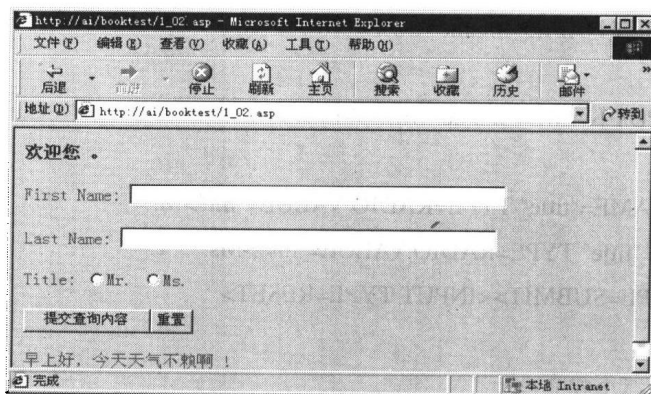 http://ai/booktest/1_02.asp - Microsoft Internet Explorer
文件(F) 编辑(E) 查看(V) 收藏(A) 工具(T) 帮助(H)
后退 前进 停止 刷新 主页 搜索 收藏 历史 邮件 »
地址(D) http://ai/booktest/1_02.asp 转到
欢迎您 。
First Name:
Last Name:
Title: Mr. Ms.
提交查询内容 重置
早上好，今天天气不赖啊 ！
完成 本地 Intranet